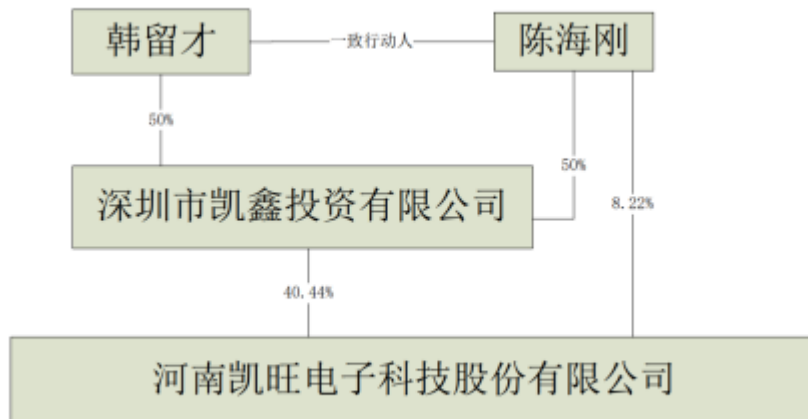 韩留才
一致行动人
陈海刚
50%
50%
8.22%
深圳市凯鑫投资有限公司
40.44%
河南凯旺电子科技股份有限公司